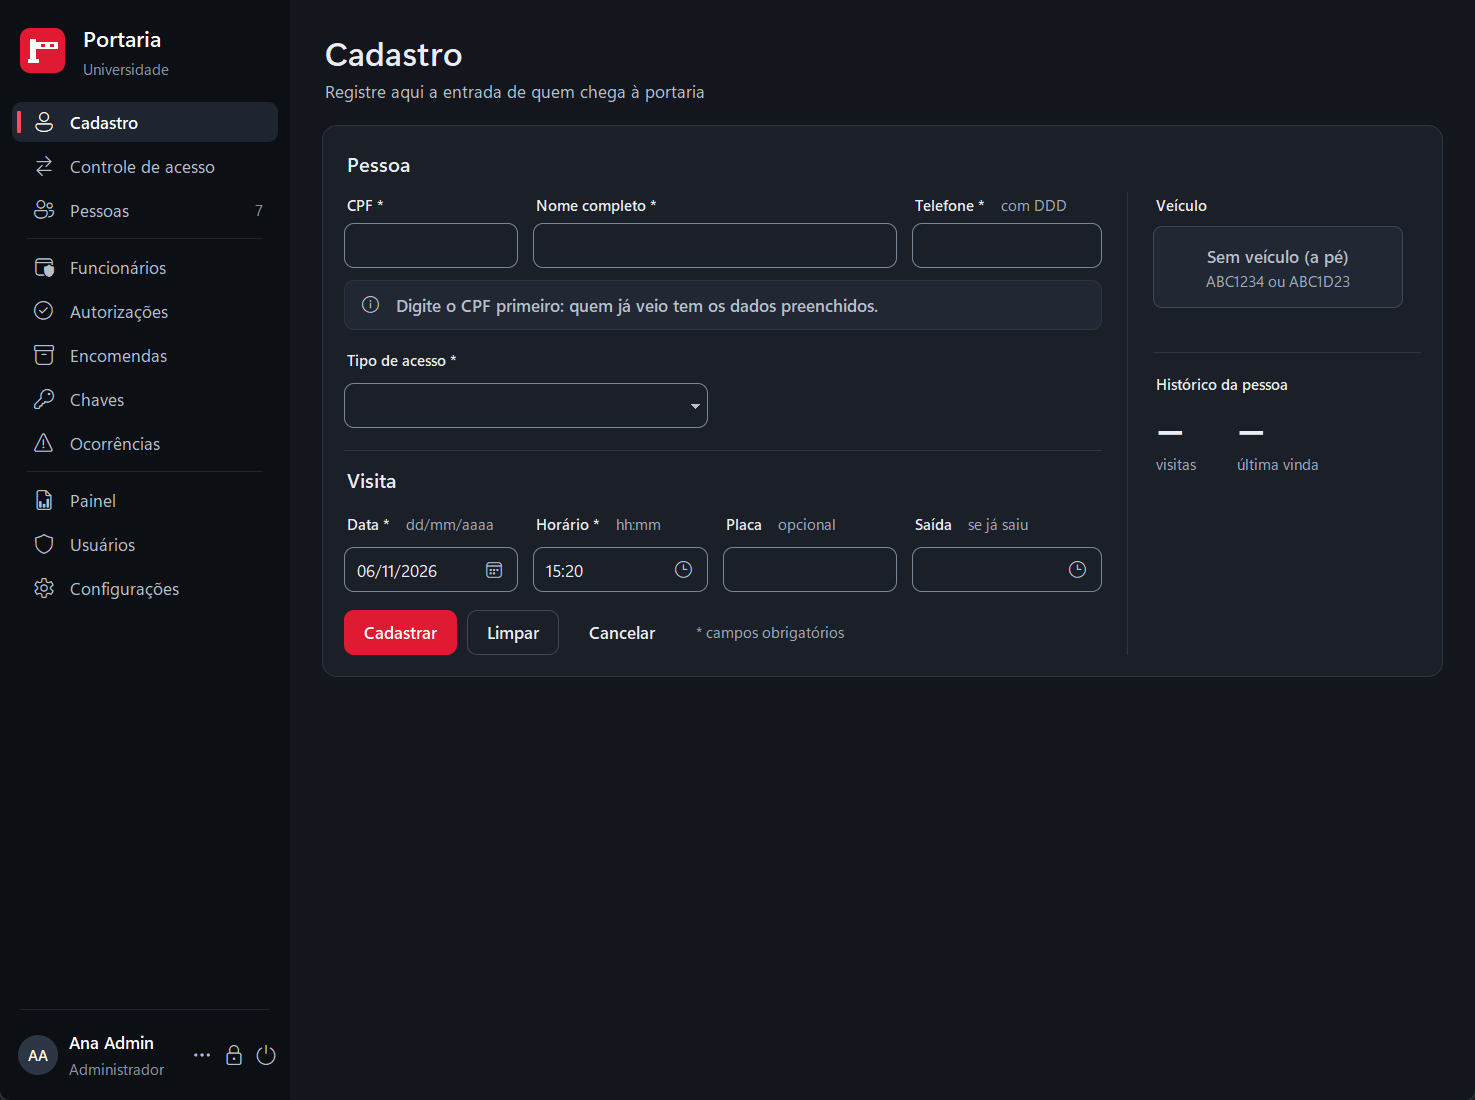 Portaria
Universidade
Cadastro
Controle de acesso
Pessoas 7
Funcionários
Autorizações
Encomendas
Chaves
Ocorrências
Painel
Usuários
Configurações
AA
Ana Admin
Administrador
Cadastro
Registre aqui a entrada de quem chega à portaria
Pessoa
CPF * Nome completo * Telefone * com DDD
Digite o CPF primeiro: quem já veio tem os dados preenchidos.
Tipo de acesso *
Visita
Data * dd/mm/aaaa Horário * hh:mm Placa opcional Saída se já saiu
06/11/2026 15:20
Cadastrar Limpar Cancelar * campos obrigatórios
Veículo
Sem veículo (a pé)
ABC1234 ou ABC1D23
Histórico da pessoa
— —
visitas última vinda